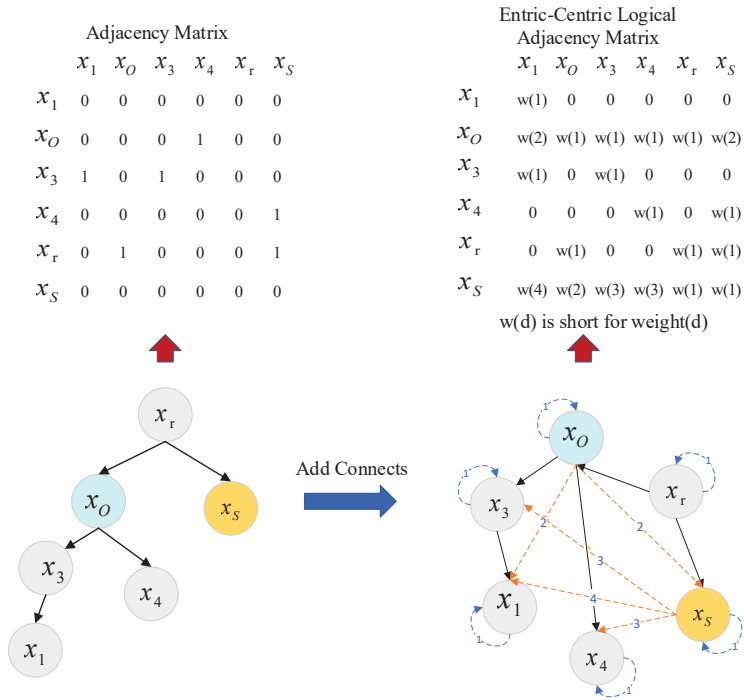 Adjacency Matrix
x1 xO x3 x4 xr xS
x1 0 0 0 0 0 0
xO 0 0 0 1 0 0
x3 1 0 1 0 0 0
x4 0 0 0 0 0 1
xr 0 1 0 0 0 1
xS 0 0 0 0 0 0
Entric-Centric Logical
Adjacency Matrix
x1 xO x3 x4 xr xS
x1 w(1) 0 0 0 0 0
xO w(2) w(1) w(1) w(1) w(1) w(2)
x3 w(1) 0 w(1) 0 0 0
x4 0 0 0 w(1) 0 w(1)
xr 0 w(1) 0 0 w(1) w(1)
xS w(4) w(2) w(3) w(3) w(1) w(1)
w(d) is short for weight(d)
xr
xO
xS
x3
x4
x1
Add Connects
1
xO
1
1
x3
xr
2
2
3
4
x1
3
xS
1
1
x4
1